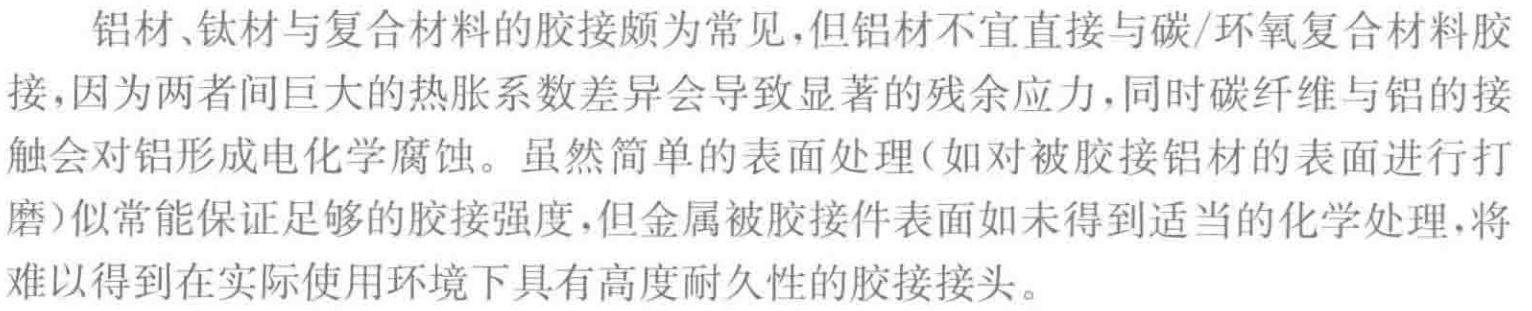 铝材、钛材与复合材料的胶接颇为常见,但铝材不宜直接与碳/环氧复合材料胶
接,因为两者间巨大的热胀系数差异会导致显著的残余应力,同时碳纤维与铝的接
触会对铝形成电化学腐蚀。虽然简单的表面处理(如对被胶接铝材的表面进行打
磨)似常能保证足够的胶接强度,但金属被胶接件表面如未得到适当的化学处理,将
难以得到在实际使用环境下具有高度耐久性的胶接接头。